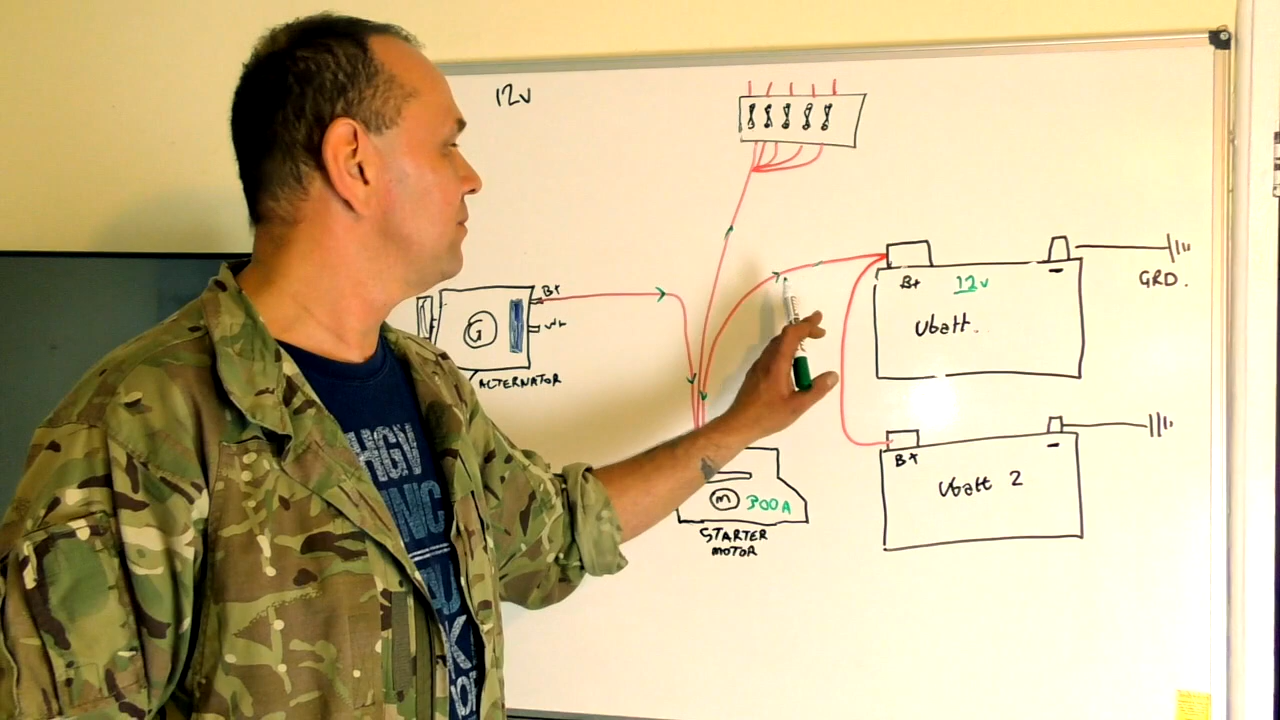 12v
B+
W/L
G
ALTERNATOR
B+
12v
-
GRD.
Ubatt.
B+
-
Ubatt 2
M
300A
STARTER
MOTOR
HGV